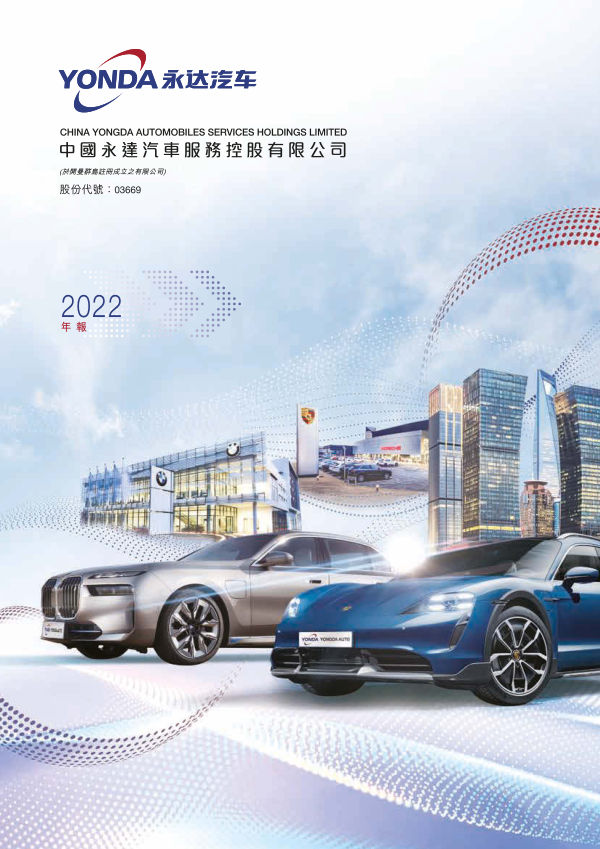 YONDA 永达汽车
CHINA YONGDA AUTOMOBILES SERVICES HOLDINGS LIMITED
中國永達汽車服務控股有限公司
(於開曼群島註冊成立之有限公司)
股份代號：03669
2022
年報
PORSCHE
YONDA YONGDA AUTO